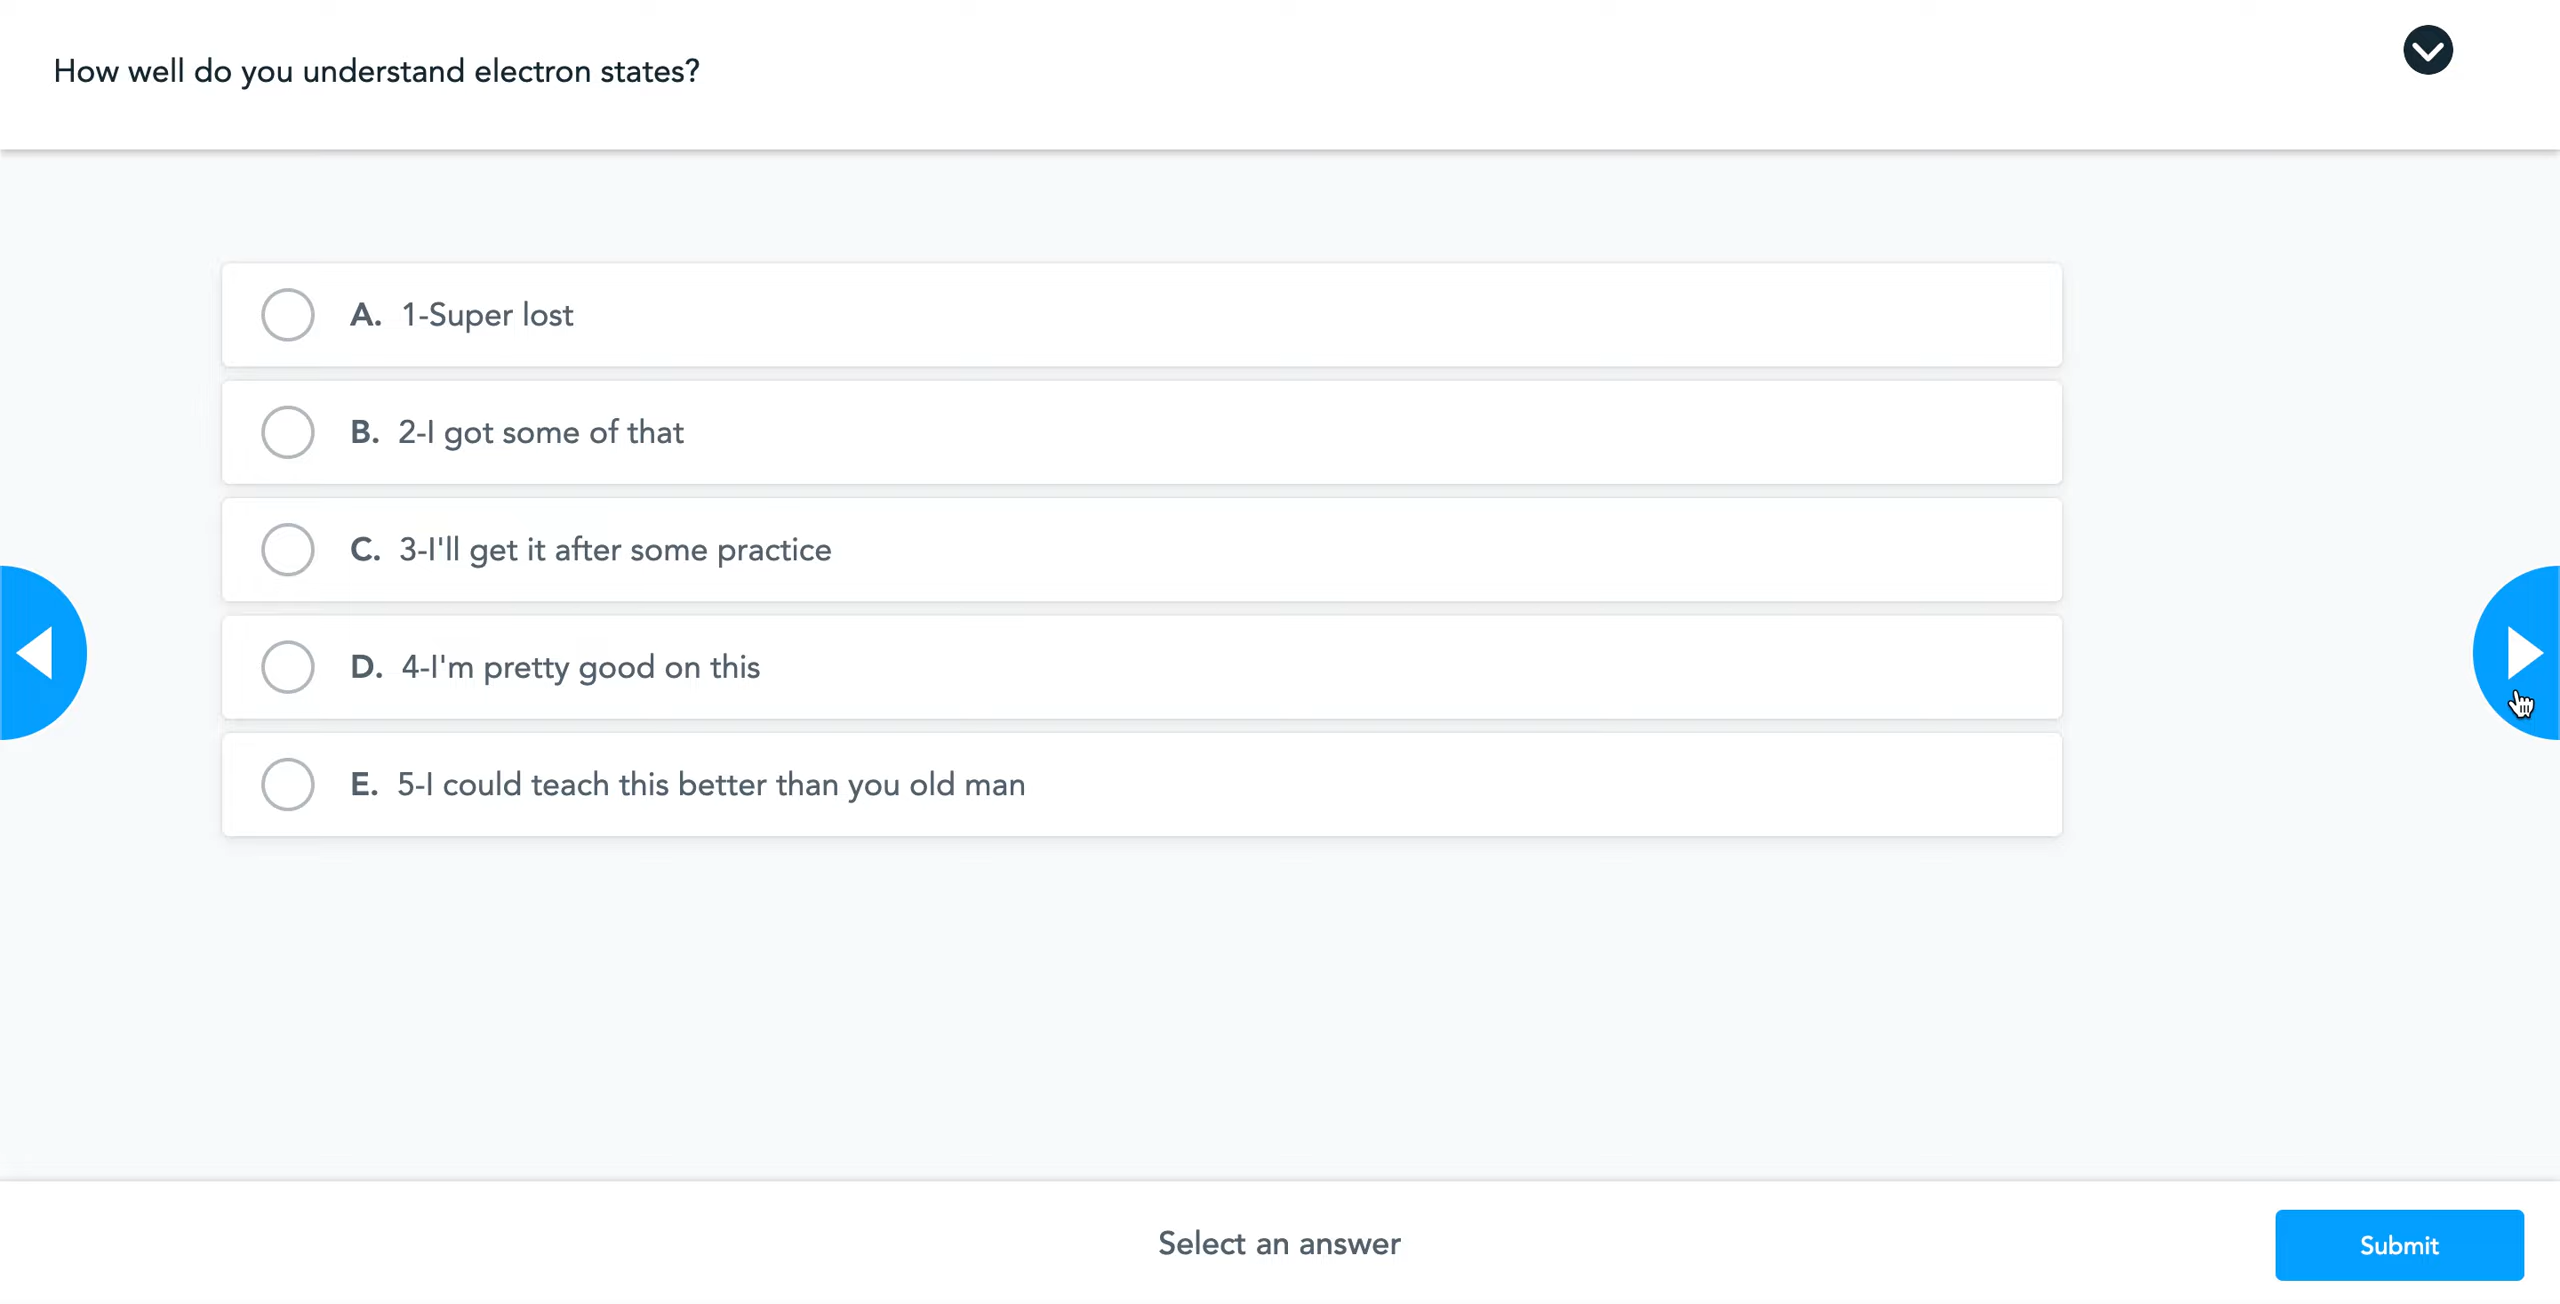 How well do you understand electron states?
A. 1-Super lost
B. 2-I got some of that
C. 3-I'll get it after some practice
D. 4-I'm pretty good on this
E. 5-I could teach this better than you old man
Select an answer
Submit